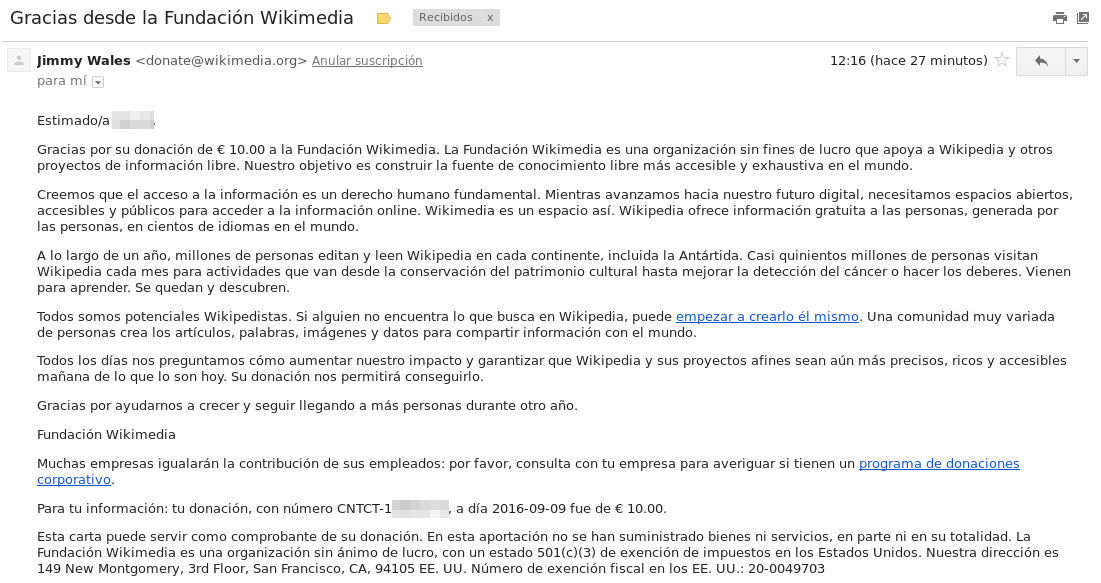 Gracias desde la Fundación Wikimedia
Recibidos x
Jimmy Wales <donate@wikimedia.org> Anular suscripción
12:16 (hace 27 minutos)
para mí
Estimado/a .
Gracias por su donación de € 10.00 a la Fundación Wikimedia. La Fundación Wikimedia es una organización sin fines de lucro que apoya a Wikipedia y otros
proyectos de información libre. Nuestro objetivo es construir la fuente de conocimiento libre más accesible y exhaustiva en el mundo.
Creemos que el acceso a la información es un derecho humano fundamental. Mientras avanzamos hacia nuestro futuro digital, necesitamos espacios abiertos,
accesibles y públicos para acceder a la información online. Wikimedia es un espacio así. Wikipedia ofrece información gratuita a las personas, generada por
las personas, en cientos de idiomas en el mundo.
A lo largo de un año, millones de personas editan y leen Wikipedia en cada continente, incluida la Antártida. Casi quinientos millones de personas visitan
Wikipedia cada mes para actividades que van desde la conservación del patrimonio cultural hasta mejorar la detección del cáncer o hacer los deberes. Vienen
para aprender. Se quedan y descubren.
Todos somos potenciales Wikipedistas. Si alguien no encuentra lo que busca en Wikipedia, puede empezar a crearlo él mismo. Una comunidad muy variada
de personas crea los artículos, palabras, imágenes y datos para compartir información con el mundo.
Todos los días nos preguntamos cómo aumentar nuestro impacto y garantizar que Wikipedia y sus proyectos afines sean aún más precisos, ricos y accesibles
mañana de lo que lo son hoy. Su donación nos permitirá conseguirlo.
Gracias por ayudarnos a crecer y seguir llegando a más personas durante otro año.
Fundación Wikimedia
Muchas empresas igualarán la contribución de sus empleados: por favor, consulta con tu empresa para averiguar si tienen un programa de donaciones
corporativo.
Para tu información: tu donación, con número CNTCT-1 , a día 2016-09-09 fue de € 10.00.
Esta carta puede servir como comprobante de su donación. En esta aportación no se han suministrado bienes ni servicios, en parte ni en su totalidad. La
Fundación Wikimedia es una organización sin ánimo de lucro, con un estado 501(c)(3) de exención de impuestos en los Estados Unidos. Nuestra dirección es
149 New Montgomery, 3rd Floor, San Francisco, CA, 94105 EE. UU. Número de exención fiscal en los EE. UU.: 20-0049703